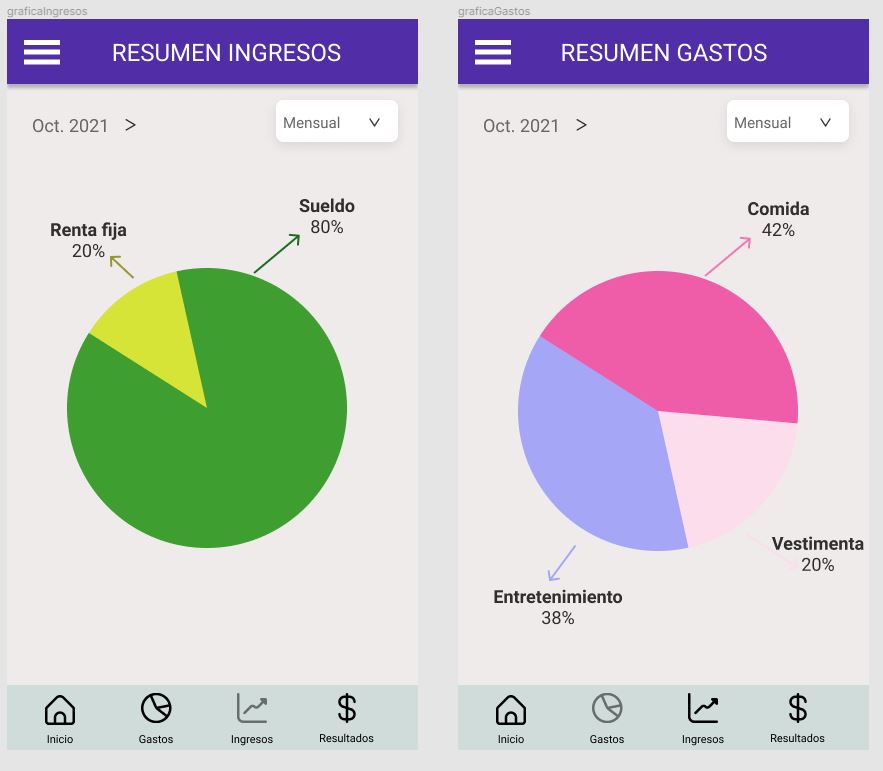 graficaIngresos
RESUMEN INGRESOS
Oct. 2021 >
Mensual
Sueldo
80%
Renta fija
20%
Inicio
Gastos
Ingresos
Resultados
graficaGastos
RESUMEN GASTOS
Oct. 2021 >
Mensual
Comida
42%
Vestimenta
20%
Entretenimiento
38%
Inicio
Gastos
Ingresos
Resultados